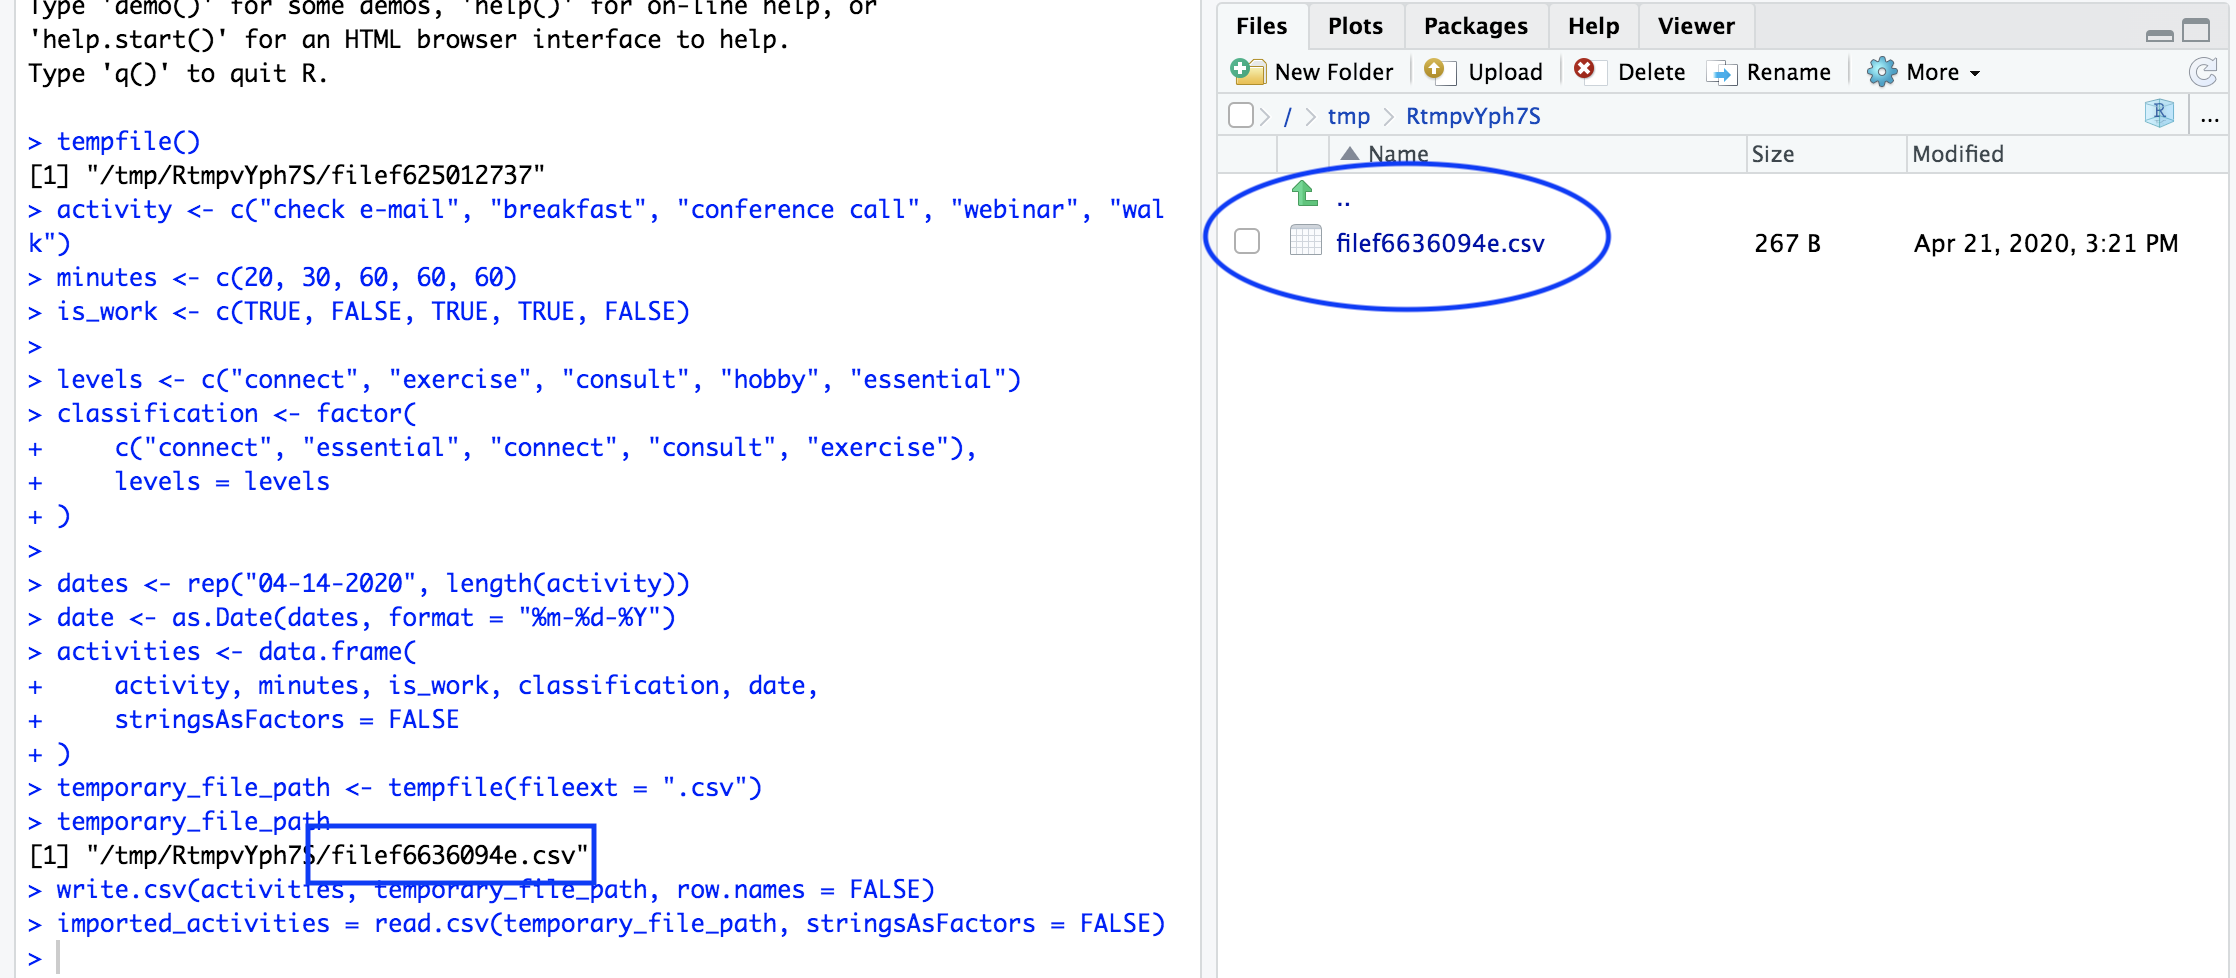 Type 'demo()' for some demos, 'help()' for on-line help, or
'help.start()' for an HTML browser interface to help.
Type 'q()' to quit R.
> tempfile()
[1] "/tmp/RtmpvYph7S/filef625012737"
> activity <- c("check e-mail", "breakfast", "conference call", "webinar", "wal
k")
> minutes <- c(20, 30, 60, 60, 60)
> is_work <- c(TRUE, FALSE, TRUE, TRUE, FALSE)
>
> levels <- c("connect", "exercise", "consult", "hobby", "essential")
> classification <- factor(
+     c("connect", "essential", "connect", "consult", "exercise"),
+     levels = levels
+ )
>
> dates <- rep("04-14-2020", length(activity))
> date <- as.Date(dates, format = "%m-%d-%Y")
> activities <- data.frame(
+     activity, minutes, is_work, classification, date,
+     stringsAsFactors = FALSE
+ )
> temporary_file_path <- tempfile(fileext = ".csv")
> temporary_file_path
[1] "/tmp/RtmpvYph7S/filef6636094e.csv"
> write.csv(activities, temporary_file_path, row.names = FALSE)
> imported_activities = read.csv(temporary_file_path, stringsAsFactors = FALSE)
>
Files Plots Packages Help Viewer
New Folder Upload Delete Rename More
/ tmp RtmpvYph7S R ...
Name Size Modified
..
filef6636094e.csv 267 B Apr 21, 2020, 3:21 PM